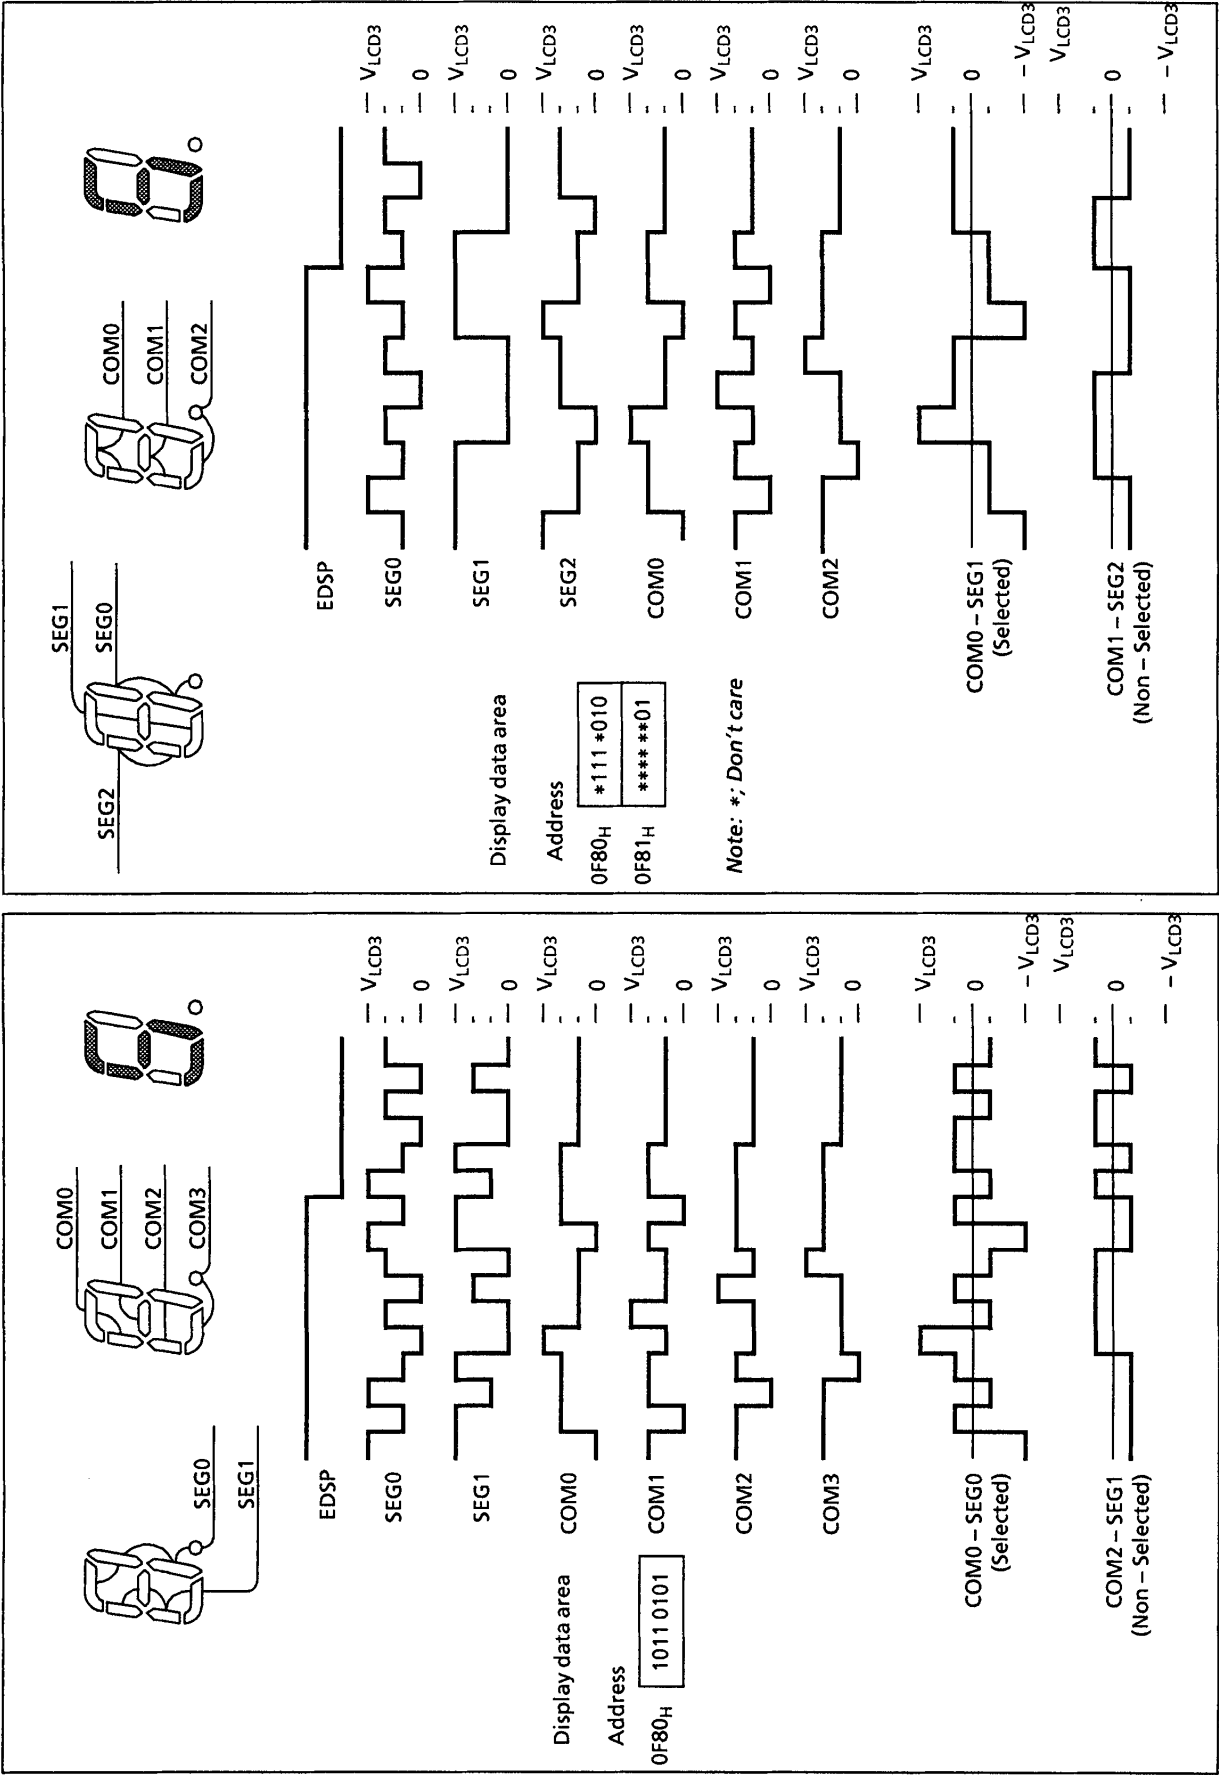 COM0
COM1
COM2
COM3
SEG0
SEG1
EDSP
SEG0
VLCD3
0
SEG1
VLCD3
0
COM0
VLCD3
0
COM1
VLCD3
0
COM2
VLCD3
0
COM3
VLCD3
0
COM0 – SEG0
(Selected)
VLCD3
0
– VLCD3
COM2 – SEG1
(Non – Selected)
VLCD3
0
– VLCD3
Display data area
Address
0F80H 1011 0101
SEG1
SEG0
SEG2
COM0
COM1
COM2
EDSP
SEG0
VLCD3
0
SEG1
VLCD3
0
SEG2
VLCD3
0
COM0
VLCD3
0
COM1
VLCD3
0
COM2
VLCD3
0
COM0 – SEG1
(Selected)
VLCD3
0
– VLCD3
COM1 – SEG2
(Non – Selected)
VLCD3
0
– VLCD3
Display data area
Address
0F80H *111 *010
0F81H **** **01
Note: *; Don't care